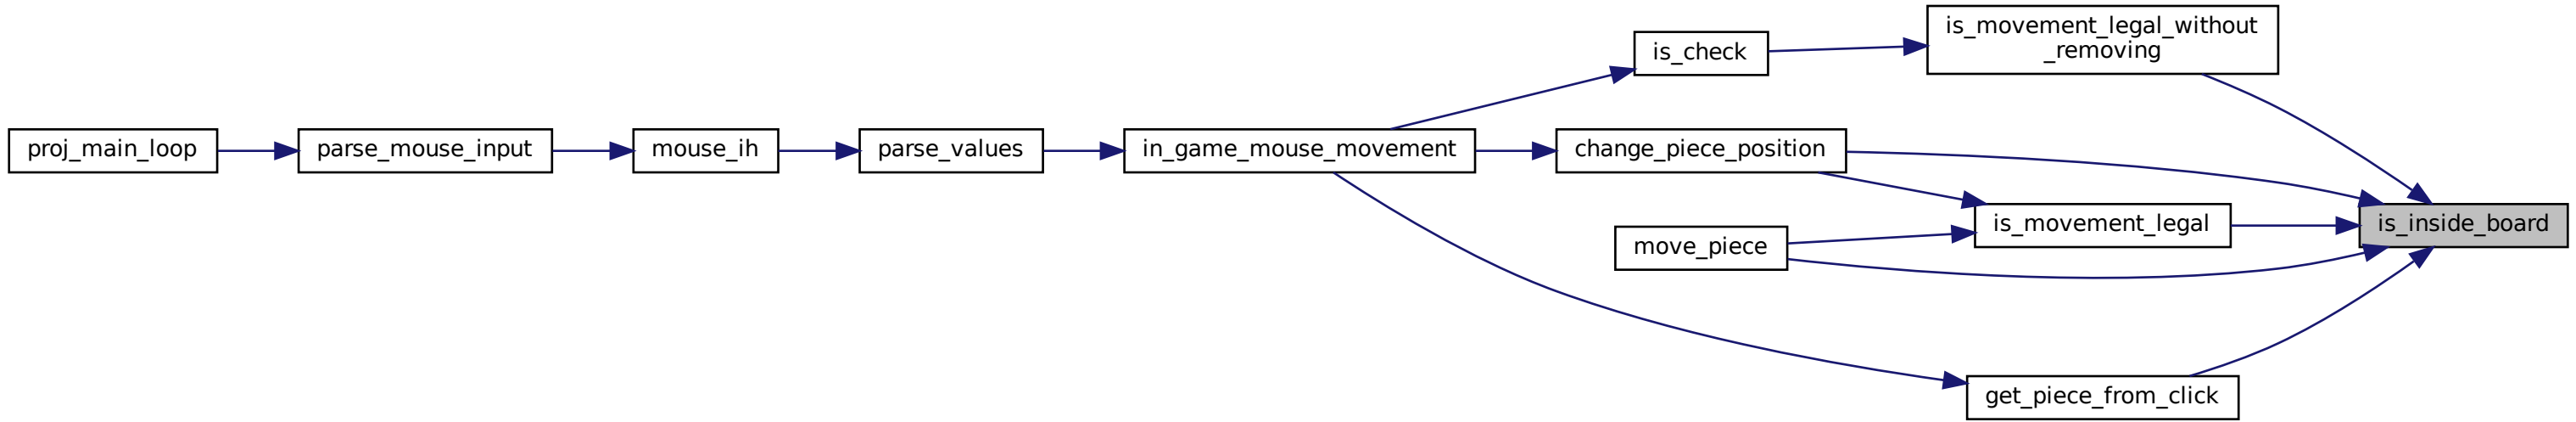 is_movement_legal_without
_removing
is_check
proj_main_loop
parse_mouse_input
mouse_ih
parse_values
in_game_mouse_movement
change_piece_position
is_movement_legal
is_inside_board
move_piece
get_piece_from_click